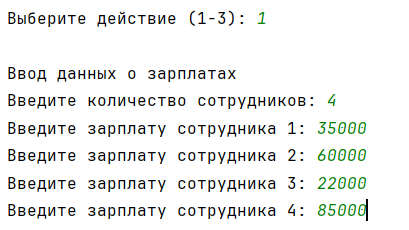 Выберите действие (1-3): 1
Ввод данных о зарплатах
Введите количество сотрудников: 4
Введите зарплату сотрудника 1: 35000
Введите зарплату сотрудника 2: 60000
Введите зарплату сотрудника 3: 22000
Введите зарплату сотрудника 4: 85000